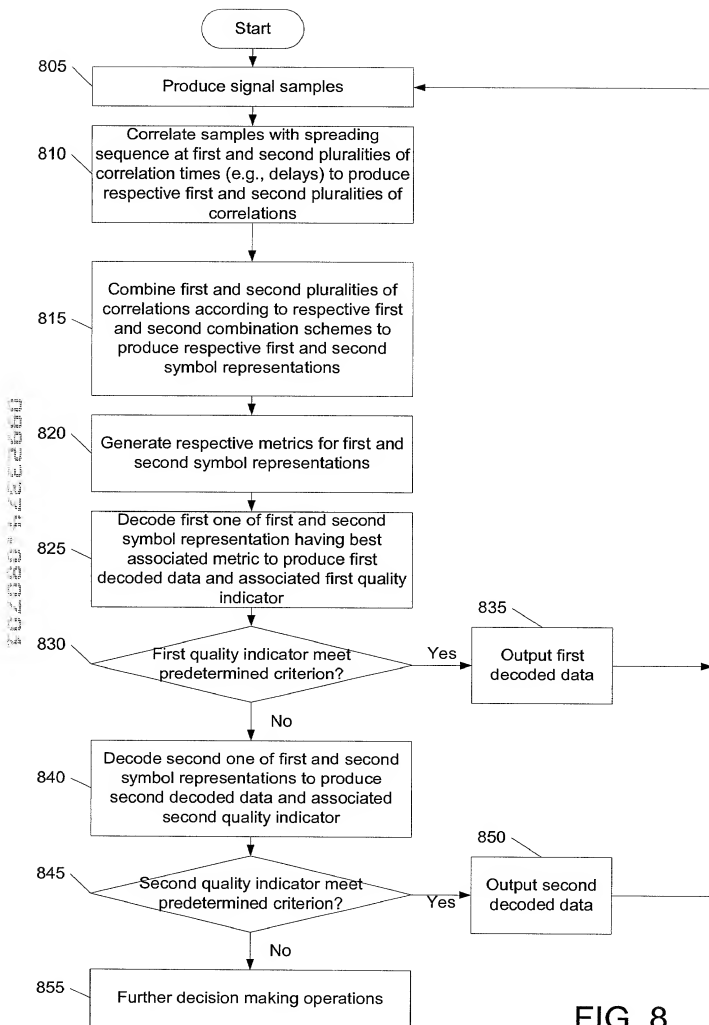 Start
805
Produce signal samples
810
Correlate samples with spreading
sequence at first and second pluralities of
correlation times (e.g., delays) to produce
respective first and second pluralities of
correlations
815
Combine first and second pluralities of
correlations according to respective first
and second combination schemes to
produce respective first and second
symbol representations
820
Generate respective metrics for first and
second symbol representations
825
Decode first one of first and second
symbol representation having best
associated metric to produce first
decoded data and associated first quality
indicator
830
First quality indicator meet
predetermined criterion?
Yes
835
Output first
decoded data
No
840
Decode second one of first and second
symbol representations to produce
second decoded data and associated
second quality indicator
845
Second quality indicator meet
predetermined criterion?
Yes
850
Output second
decoded data
No
855
Further decision making operations
FIG. 8